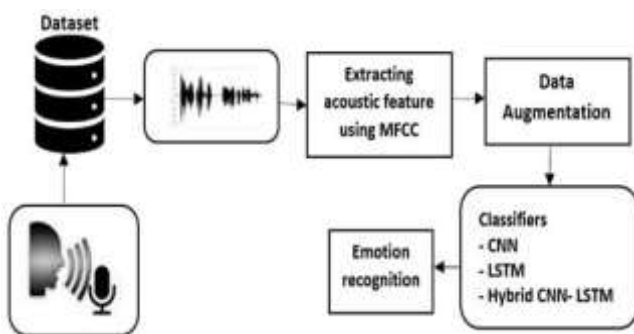 Dataset
Extracting
acoustic feature
using MFCC
Data
Augmentation
Classifiers
- CNN
- LSTM
- Hybrid CNN- LSTM
Emotion
recognition